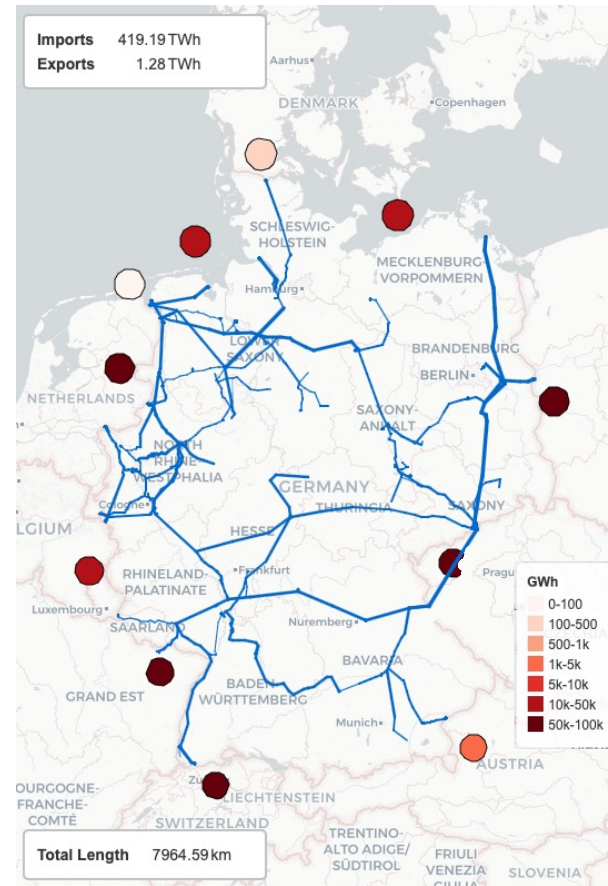 Imports 419.19 TWh
Exports 1.28 TWh
Aarhus
DENMARK
Copenhagen
SCHLESWIG-
HOLSTEIN
MECKLENBURG-
VORPOMMERN
Hamburg
LOWER
SAXONY
BRANDENBURG
BERLIN
NETHERLANDS
SAXONY-
ANHALT
NORTH
RHINE
WESTPHALIA
GERMANY
Cologne
THURINGIA
SAXONY
LGIUM
HESSE
Frankfurt
Pragu
RHINELAND-
PALATINATE
Luxembourg
Nuremberg
SAARLAND
BAVARIA
GRAND EST
BADEN-
WÜRTTEMBERG
Munich
GWh
0-100
100-500
500-1k
1k-5k
5k-10k
10k-50k
50k-100k
AUSTRIA
OURGOGNE-
FRANCHE-
COMTÉ
LIECHTENSTEIN
SWITZERLAND
TRENTINO-
ALTO ADIGE/
SÜDTIROL
FRIULI
VENEZIA
GIULIA
SLOVENIA
Total Length 7964.59 km